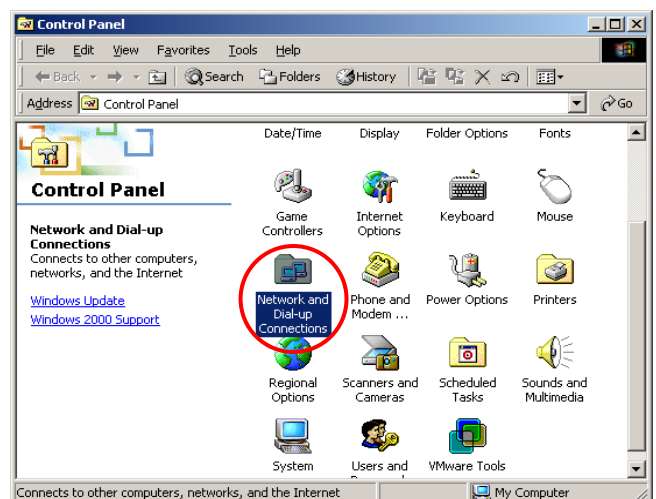 Control Panel
File Edit View Favorites Tools Help
Back Search Folders History
Address Control Panel Go
Date/Time Display Folder Options Fonts
Control Panel
Network and Dial-up
Connections
Connects to other computers,
networks, and the Internet
Windows Update
Windows 2000 Support
Game
Controllers
Internet
Options
Keyboard
Mouse
Network and
Dial-up
Connections
Phone and
Modem ...
Power Options
Printers
Regional
Options
Scanners and
Cameras
Scheduled
Tasks
Sounds and
Multimedia
System
Users and
VMware Tools
Connects to other computers, networks, and the Internet My Computer